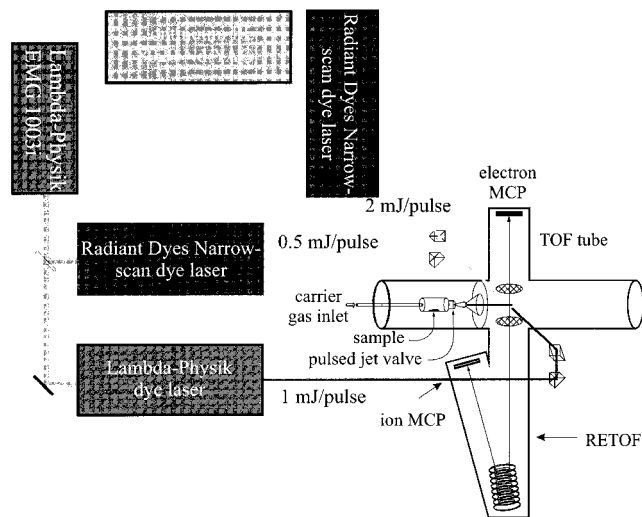 Lambda-Physik
EMG 1003i
Radiant Dyes Narrow-
scan dye laser
electron
MCP
2 mJ/pulse
TOF tube
Radiant Dyes Narrow-
scan dye laser
0.5 mJ/pulse
carrier
gas inlet
sample
pulsed jet valve
Lambda-Physik
dye laser
1 mJ/pulse
ion MCP
RETOF